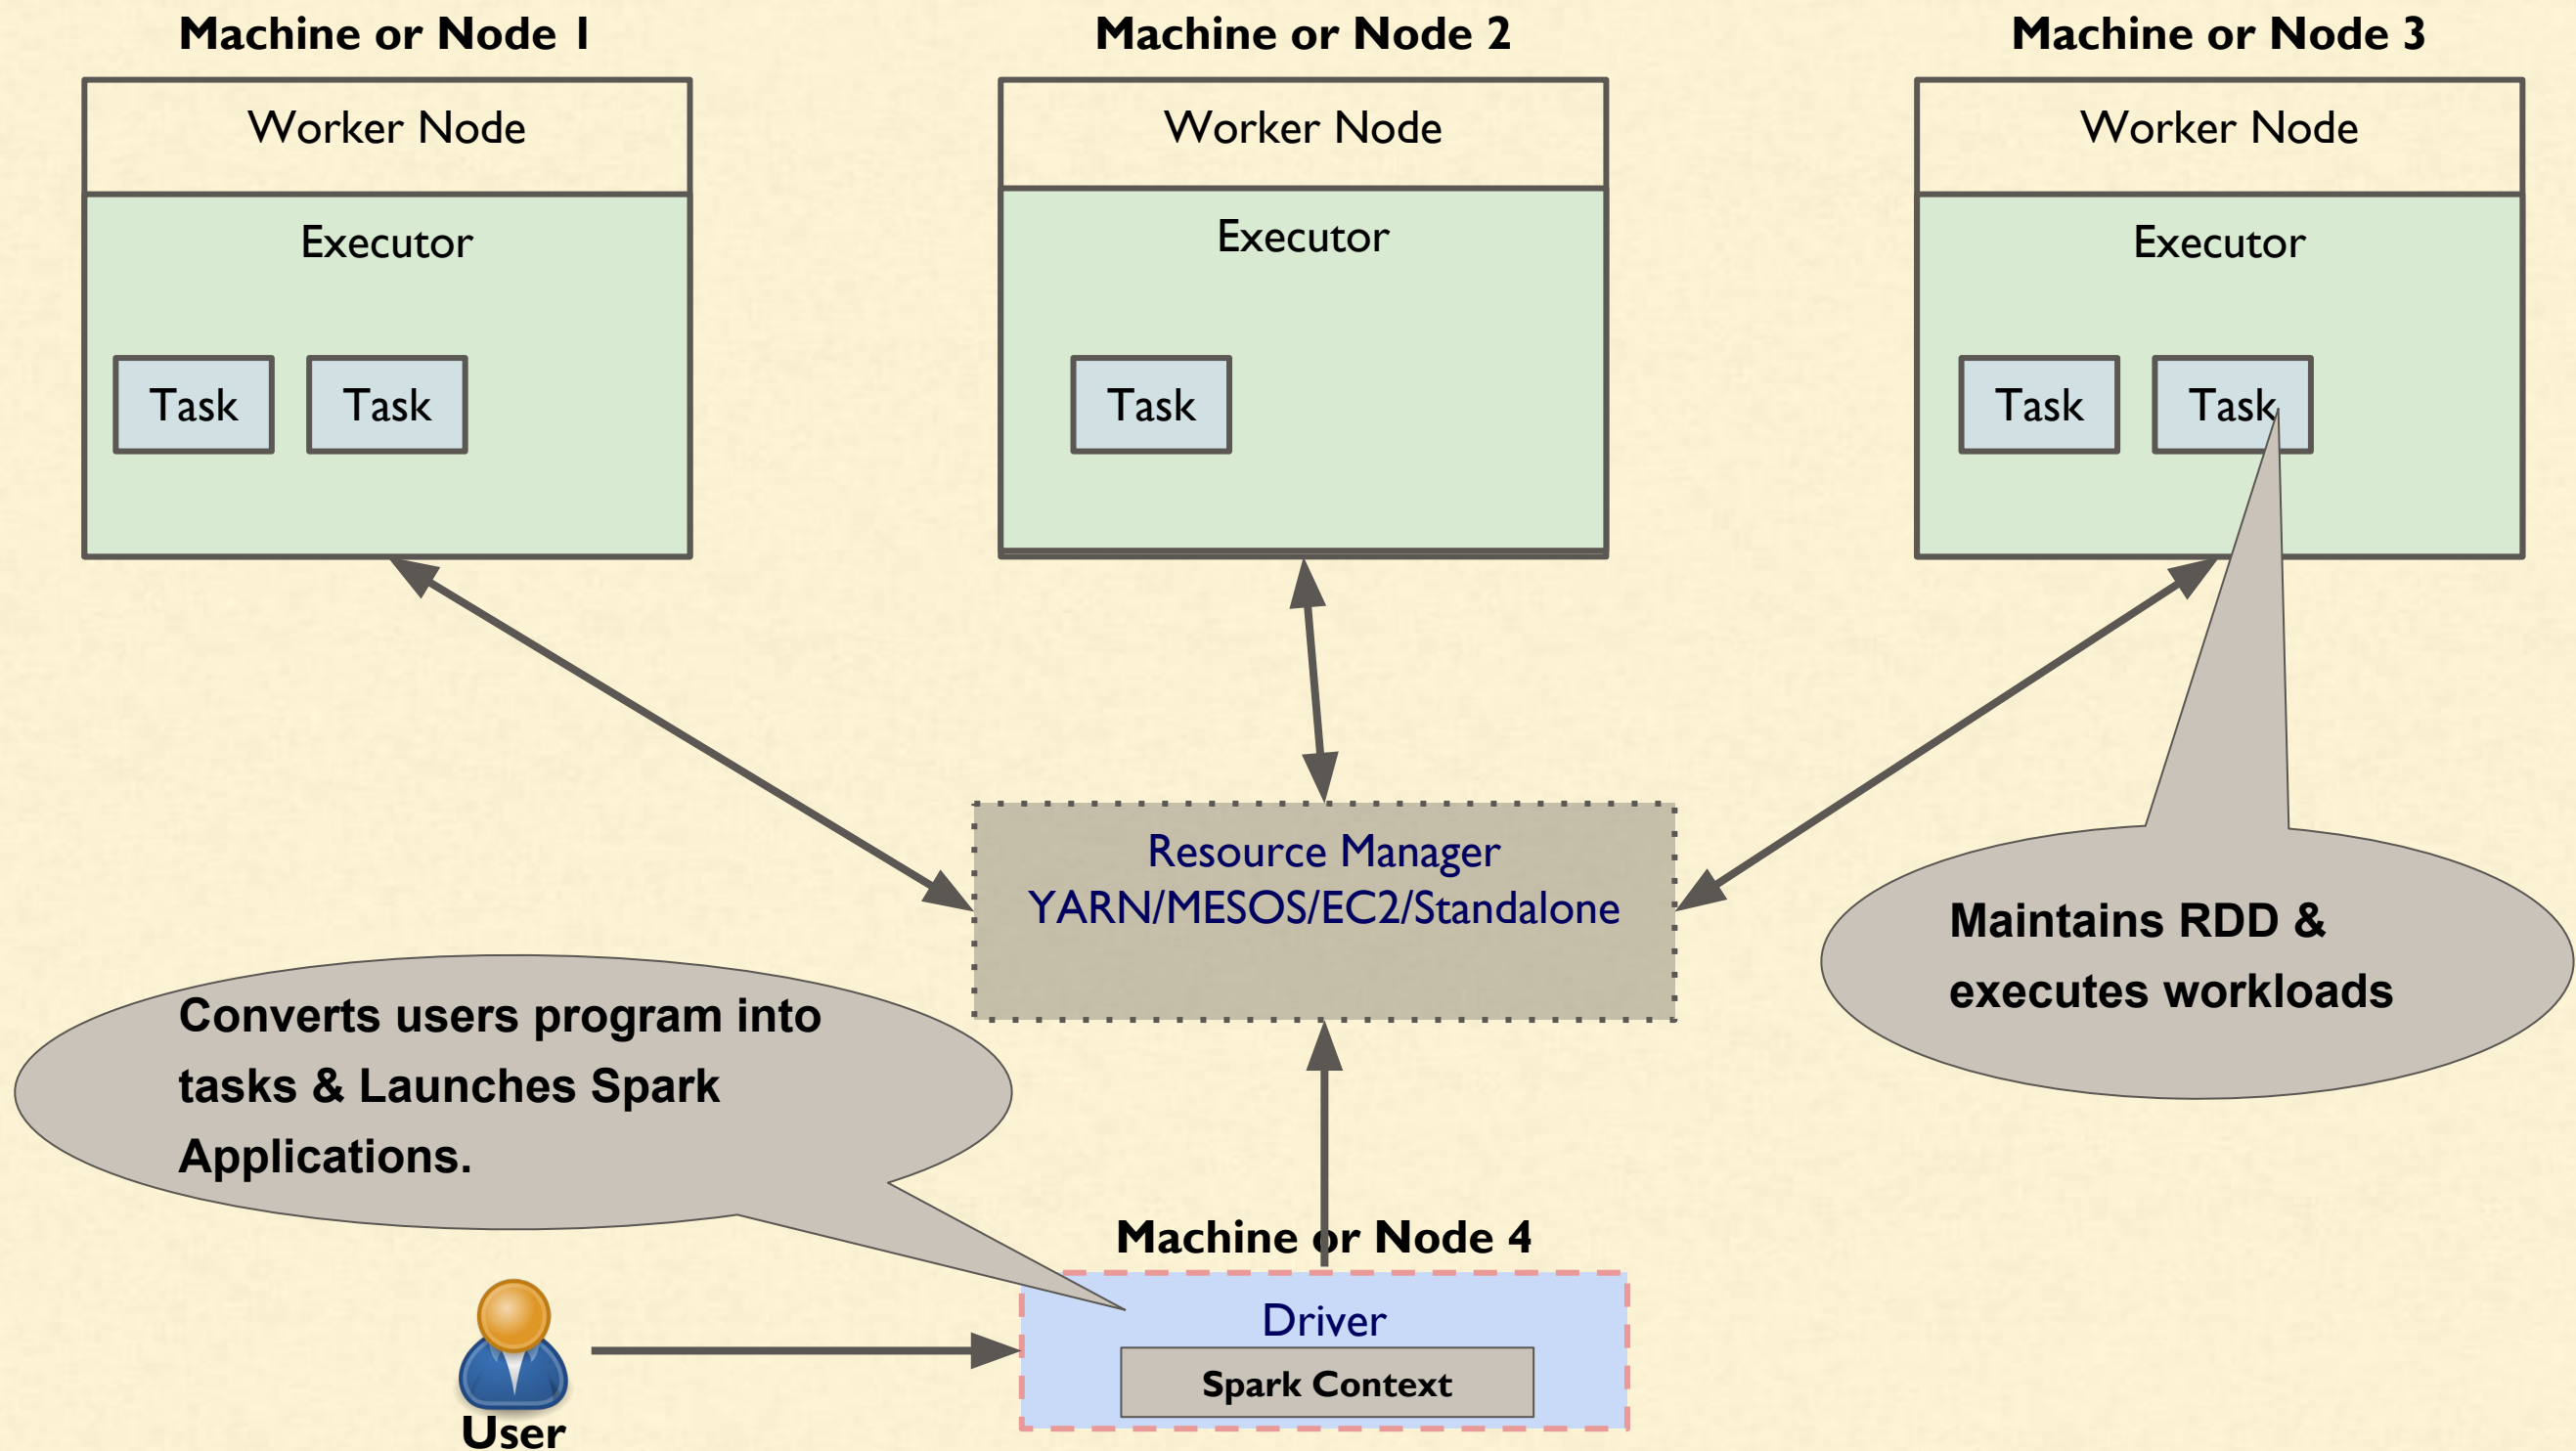 Machine or Node 1
Machine or Node 2
Machine or Node 3
Worker Node
Worker Node
Worker Node
Executor
Executor
Executor
Task
Task
Task
Task
Task
Resource Manager
YARN/MESOS/EC2/Standalone
Maintains RDD &
executes workloads
Converts users program into
tasks & Launches Spark
Applications.
Machine or Node 4
Driver
Spark Context
User